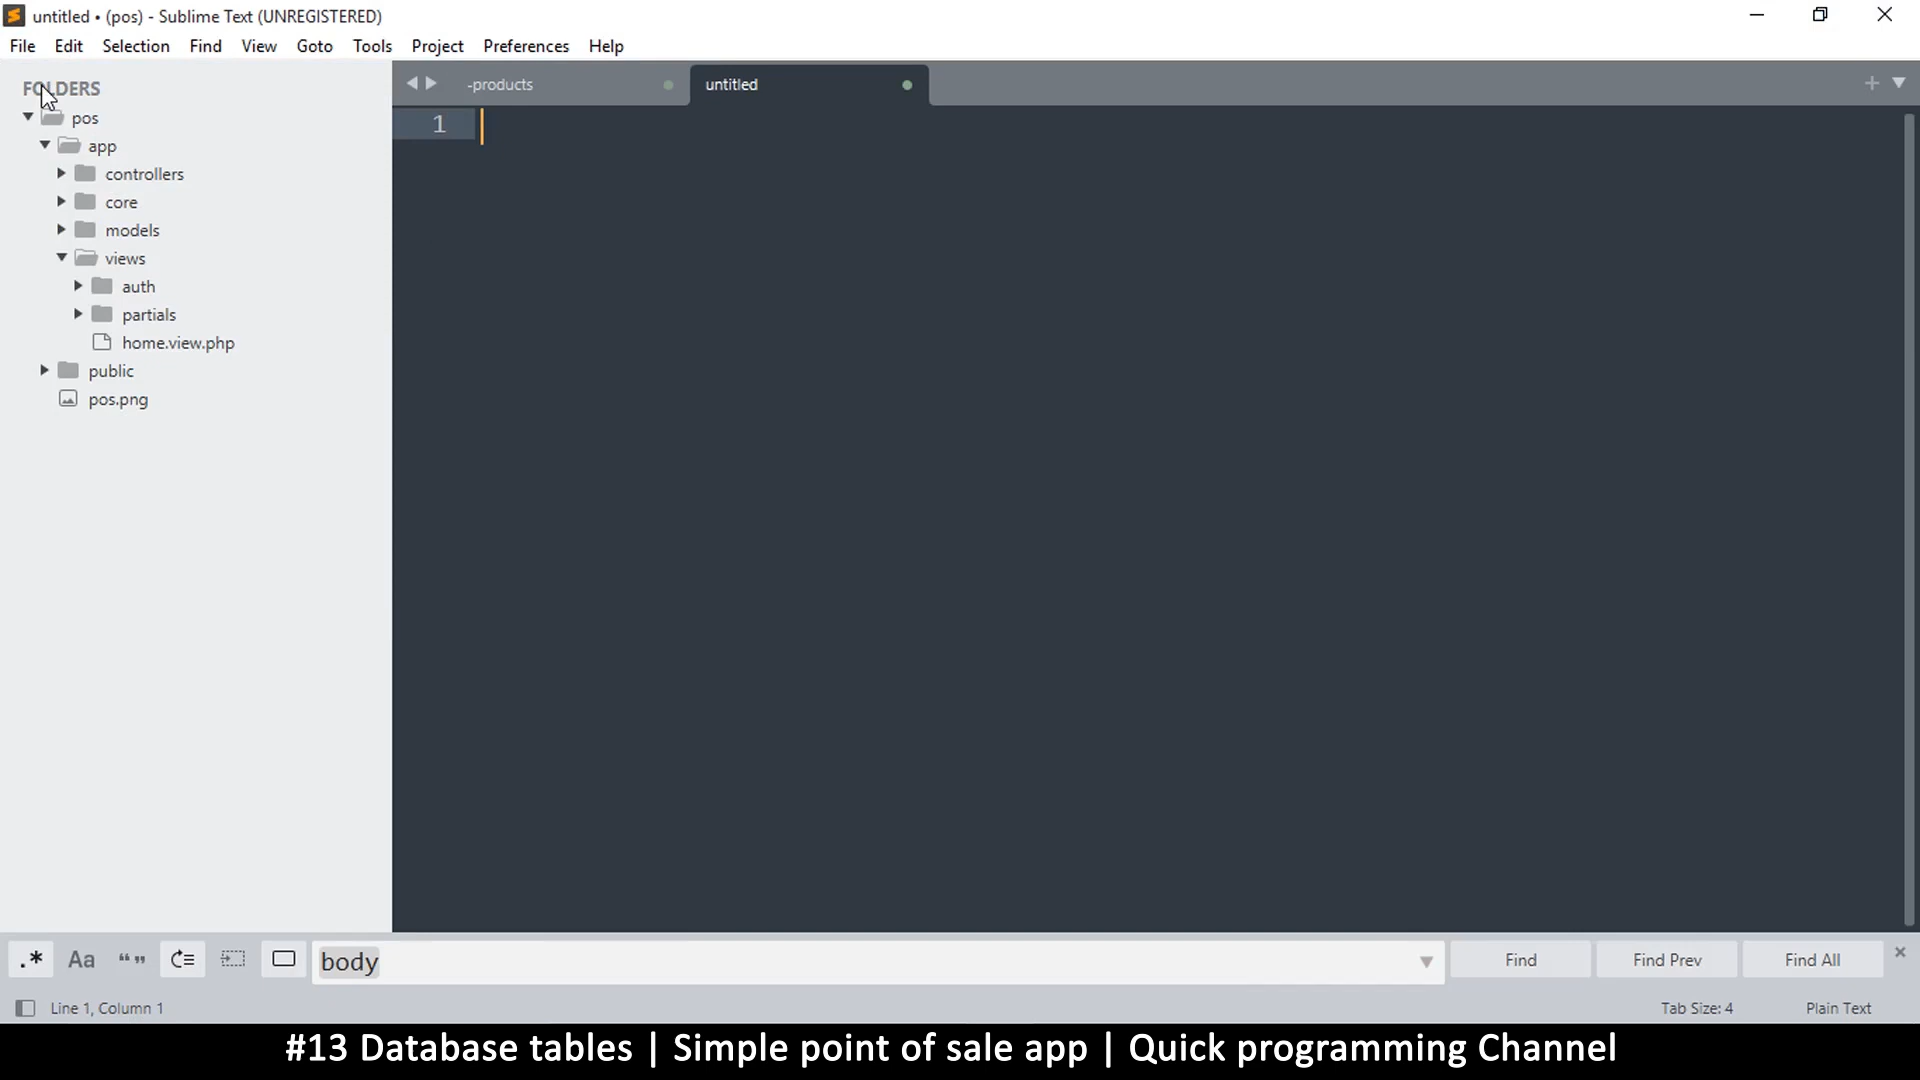 untitled • (pos) - Sublime Text (UNREGISTERED)
File Edit Selection Find View Goto Tools Project Preferences Help
FOLDERS
pos
app
controllers
core
models
views
auth
partials
home.view.php
public
pos.png
-products
untitled
1
.* Aa “ ” body Find Find Prev Find All
Line 1, Column 1 Tab Size: 4 Plain Text
#13 Database tables | Simple point of sale app | Quick programming Channel